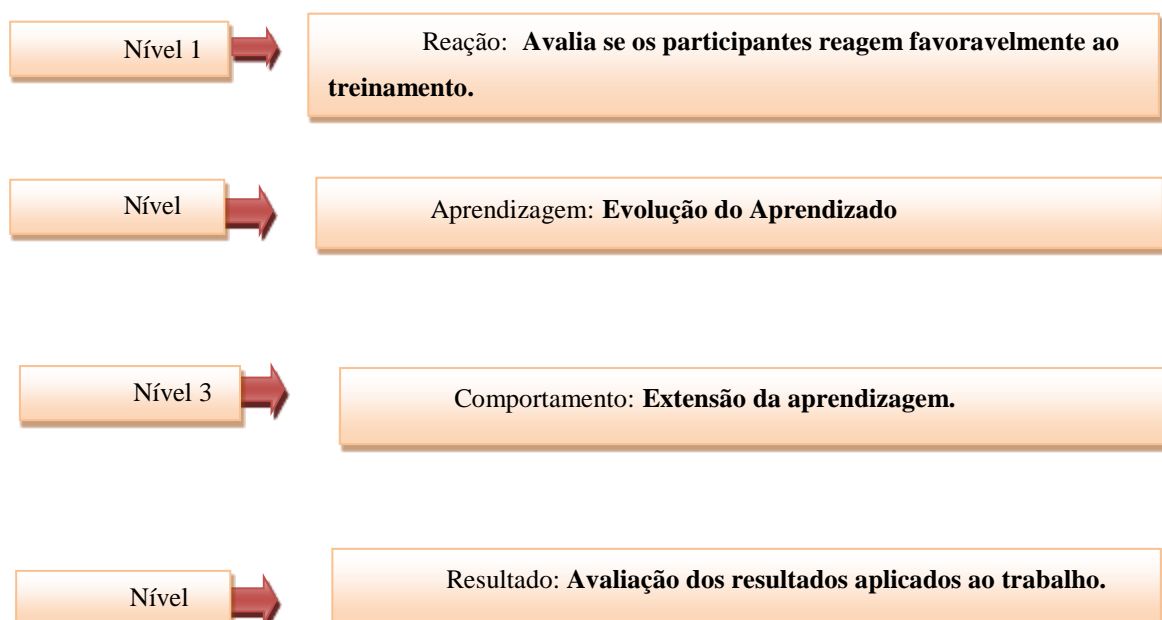 Nível 1
Reação: Avalia se os participantes reagem favoravelmente ao
treinamento.
Nível
Aprendizagem: Evolução do Aprendizado
Nível 3
Comportamento: Extensão da aprendizagem.
Nível
Resultado: Avaliação dos resultados aplicados ao trabalho.